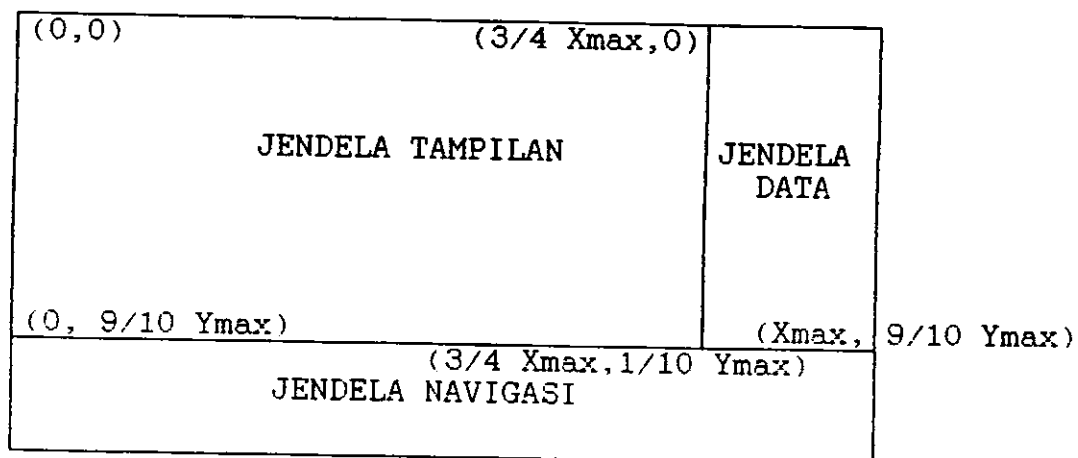 (0,0)
(3/4 Xmax,0)
JENDELA TAMPILAN
JENDELA
DATA
(0, 9/10 Ymax)
(Xmax, 9/10 Ymax)
(3/4 Xmax,1/10 Ymax)
JENDELA NAVIGASI